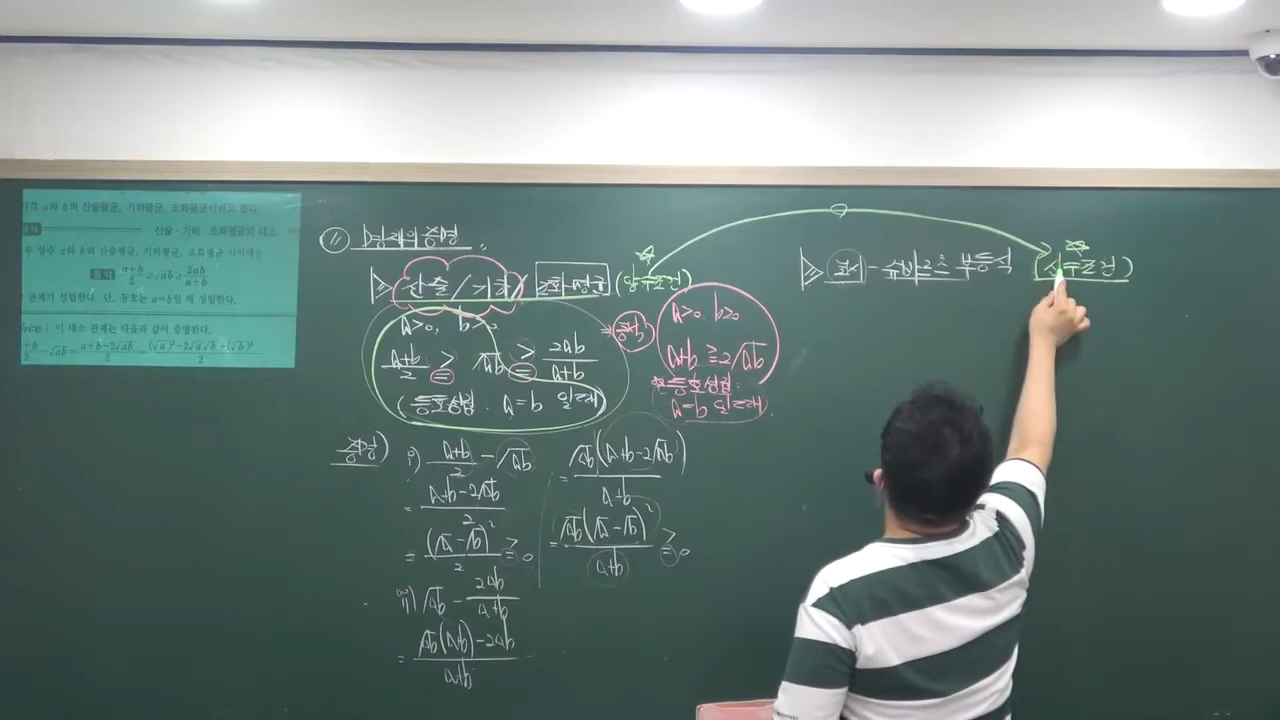 각각 a와 b의 산술평균, 기하평균, 조화평균이라고 한다
산술 · 기하 · 조화평균의 대소
두 양수 a와 b의 산술평균, 기하평균, 조화평균 사이에는
a+b/2 ≥ √ab ≥ 2ab/a+b
관계가 성립한다. 단, 등호는 a=b일 때 성립한다.
이 대소 관계는 다음과 같이 증명한다.
a+b/2 - √ab = a+b-2√ab/2 = (√a)²-2√a√b+(√b)²/2
⑪ 명제의 증명
산술/기하/조화-평균 (양수조건)
a>0, b>0
a+b/2 ≥ √ab ≥ 2ab/a+b
(등호성립 : a=b 일때)
a>0, b>0
a+b ≧ 2√ab
※등호성립:
a=b 일때
증명)
i) a+b/2 - √ab
= a+b-2√ab/2
= (√a-√b)²/2 ≥ 0
ii) √ab - 2ab/a+b
= √ab(a+b)-2ab/a+b
= √ab(a+b-2√ab)/a+b
= √ab(√a-√b)²/a+b ≥ 0
코시-슈바르츠 부등식 (실수조건)